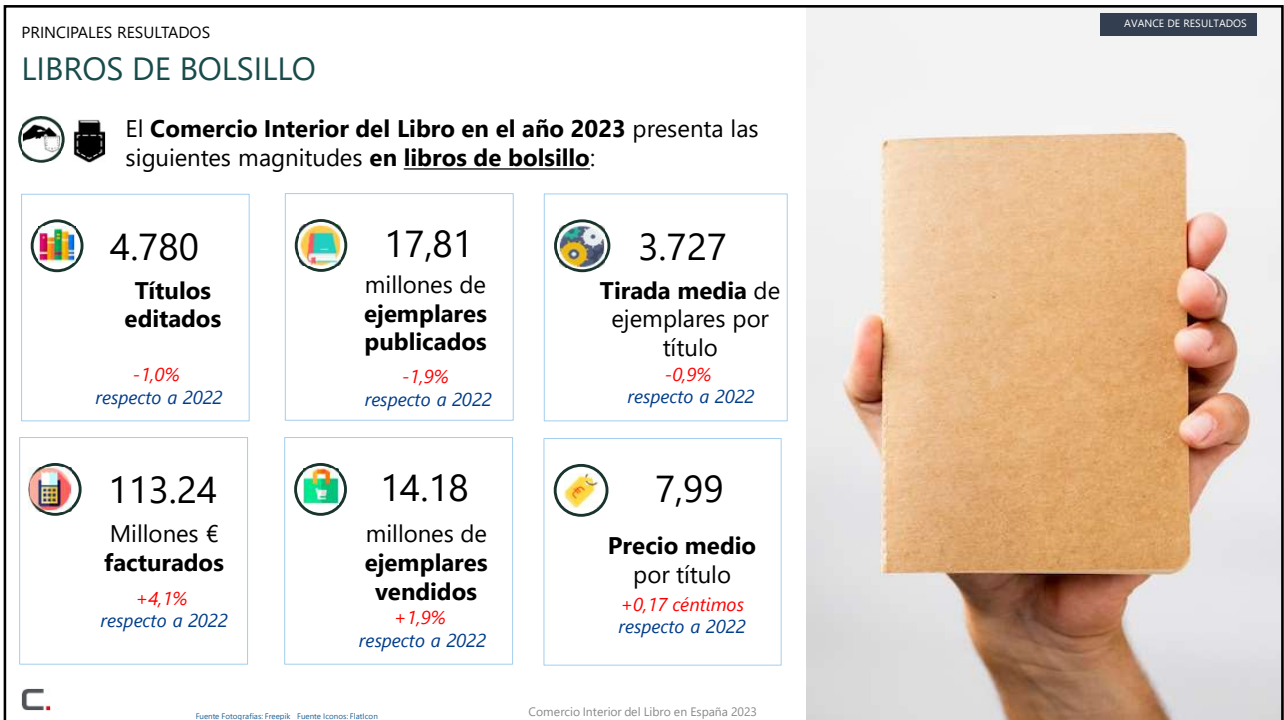 PRINCIPALES RESULTADOS
AVANCE DE RESULTADOS
LIBROS DE BOLSILLO
El Comercio Interior del Libro en el año 2023 presenta las
siguientes magnitudes en libros de bolsillo:
4.780
Títulos
editados
-1,0%
respecto a 2022
17,81
millones de
ejemplares
publicados
-1,9%
respecto a 2022
3.727
Tirada media de
ejemplares por
título
-0,9%
respecto a 2022
113.24
Millones €
facturados
+4,1%
respecto a 2022
14.18
millones de
ejemplares
vendidos
+1,9%
respecto a 2022
7,99
Precio medio
por título
+0,17 céntimos
respecto a 2022
C.
Fuente Fotografías: Freepik Fuente Iconos: FlatIcon
Comercio Interior del Libro en España 2023